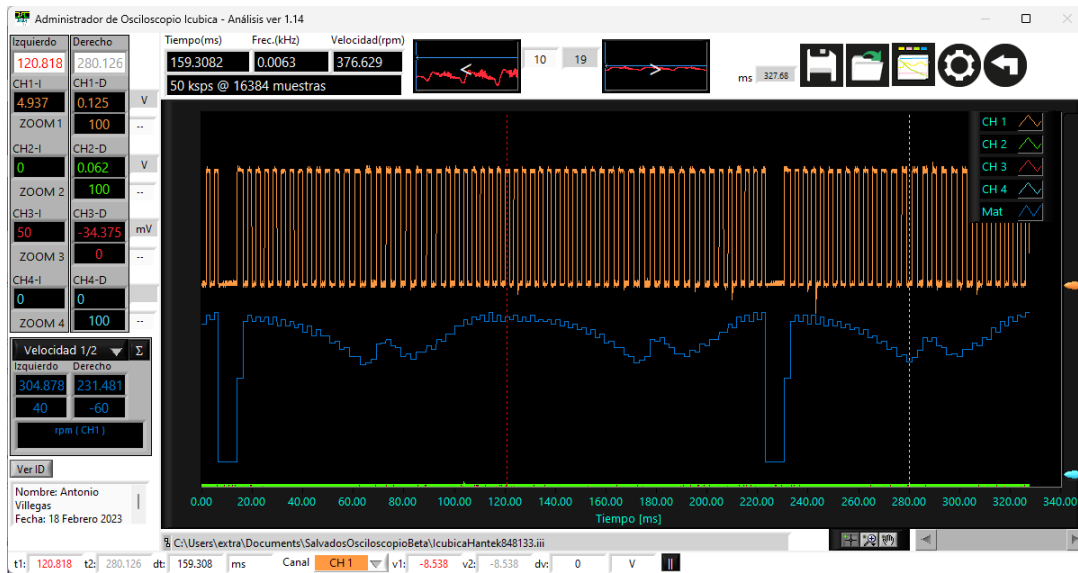 Administrador de Osciloscopio Icubica - Análisis ver 1.14
Izquierdo Derecho
120.818 280.126
CH1-I CH1-D
4.937 0.125 V
ZOOM1 100 --
CH2-I CH2-D
0 0.062 V
ZOOM 2 100 --
CH3-I CH3-D
50 -34.375 mV
ZOOM 3 0 --
CH4-I CH4-D
0 0
ZOOM 4 100 --
Velocidad 1/2 Σ
Izquierdo Derecho
304.878 231.481
40 -60
rpm ( CH1 )
Ver ID
Nombre: Antonio
Villegas
Fecha: 18 Febrero 2023
Tiempo(ms) Frec.(kHz) Velocidad(rpm)
159.3082 0.0063 376.629
50 ksps @ 16384 muestras
< 10 19 >
ms 327.68
CH 1
CH 2
CH 3
CH 4
Mat
0.00 20.00 40.00 60.00 80.00 100.00 120.00 140.00 160.00 180.00 200.00 220.00 240.00 260.00 280.00 300.00 320.00 340.00
Tiempo [ms]
C:\Users\extra\Documents\SalvadosOsciloscopioBeta\IcubicaHantek848133.iii
t1: 120.818 t2: 280.126 dt: 159.308 ms Canal CH 1 v1: -8.538 v2: -8.538 dv: 0 V